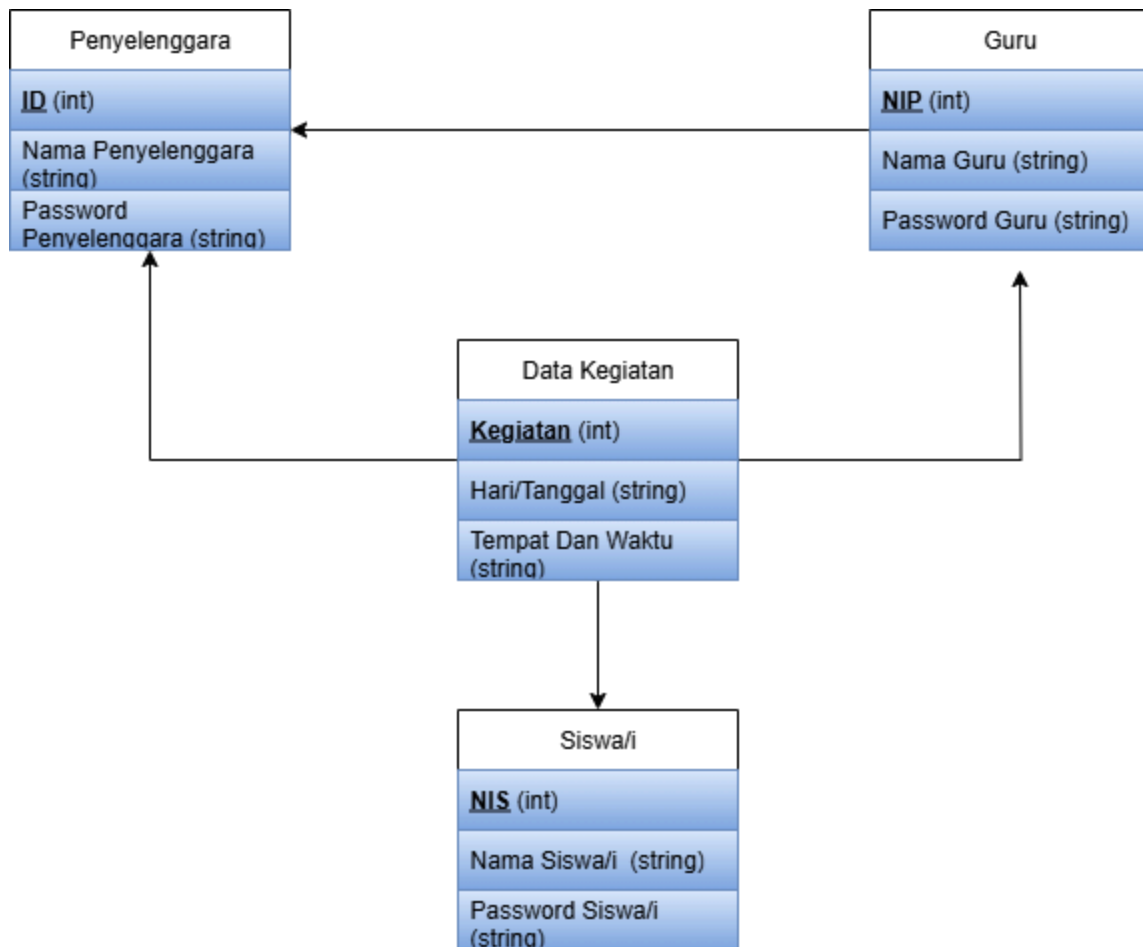 Penyelenggara
ID (int)
Nama Penyelenggara
(string)
Password
Penyelenggara (string)
Guru
NIP (int)
Nama Guru (string)
Password Guru (string)
Data Kegiatan
Kegiatan (int)
Hari/Tanggal (string)
Tempat Dan Waktu
(string)
Siswa/i
NIS (int)
Nama Siswa/i (string)
Password Siswa/i
(string)